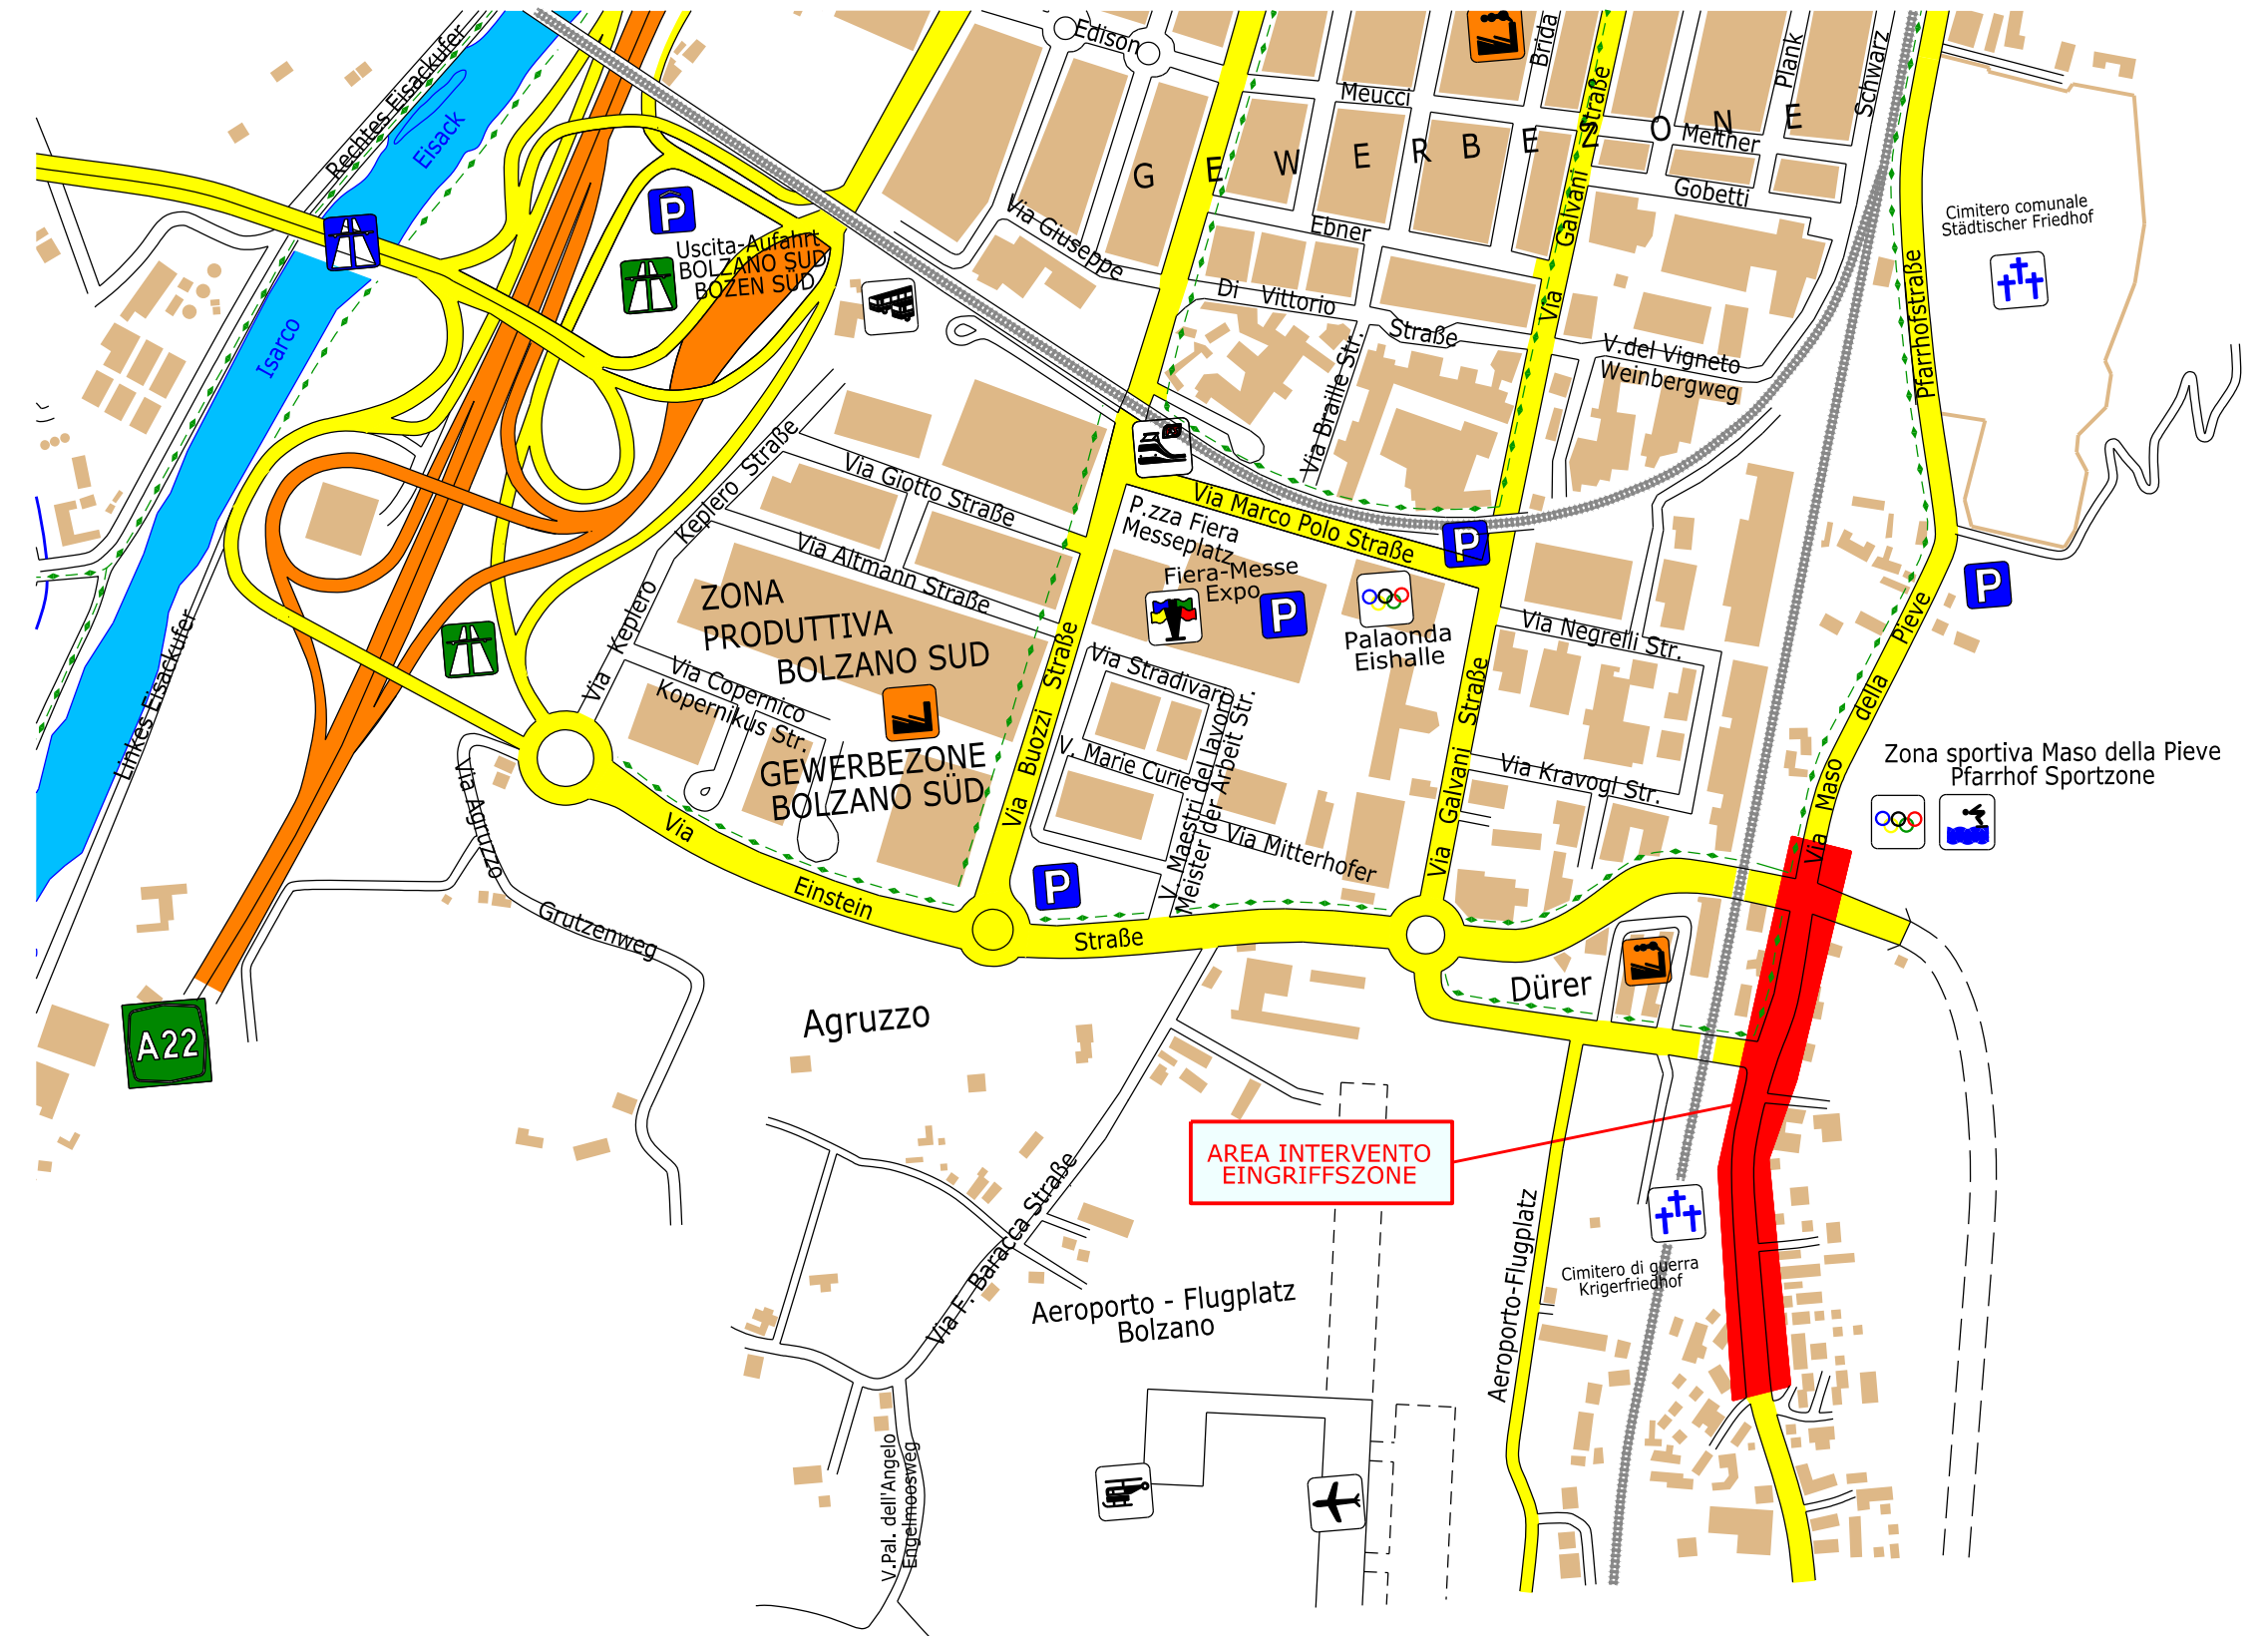 Rechtes Eisackufer
Eisack
Edison
Brida
Plank
Schwarz
Meucci
Via Galvani Straße
GEWERBEZONE
Meitner
Gobetti
Cimitero comunale
Städtischer Friedhof
P
Uscita-Aufahrt
BOLZANO SUD
BOZEN SÜD
Via Giuseppe
Ebner
Di Vittorio
Straße
Via Braille Str.
V.del Vigneto
Weinbergweg
Pfarrhofstraße
Isarco
Keplero Straße
Via Giotto Straße
Via Altmann Straße
Via Marco Polo Straße
P.zza Fiera
Messeplatz
Fiera-Messe
Expo
P
P
P
Palaonda
Eishalle
Via Negrelli Str.
ZONA
PRODUTTIVA
BOLZANO SUD
Via Keplero
Via Copernico
Kopernikus Str.
GEWERBEZONE
BOLZANO SÜD
Via Buozzi Straße
Via Stradivari
V. Marie Curie
V. Maestri del lavoro
Meister der Arbeit Str.
Via Mitterhofer
Via Galvani Straße
Via Kravogl Str.
Via Maso della Pieve
Zona sportiva Maso della Pieve
Pfarrhof Sportzone
Linkes Eisackufer
Via Agruzzo
Grutzenweg
Via Einstein Straße
P
Dürer
Agruzzo
A22
AREA INTERVENTO
EINGRIFFSZONE
Via F. Baracca Straße
Aeroporto - Flugplatz
Bolzano
Aeroporto-Flugplatz
Cimitero di guerra
Krigerfriedhof
V.Pal. dell'Angelo
Engelmoosweg